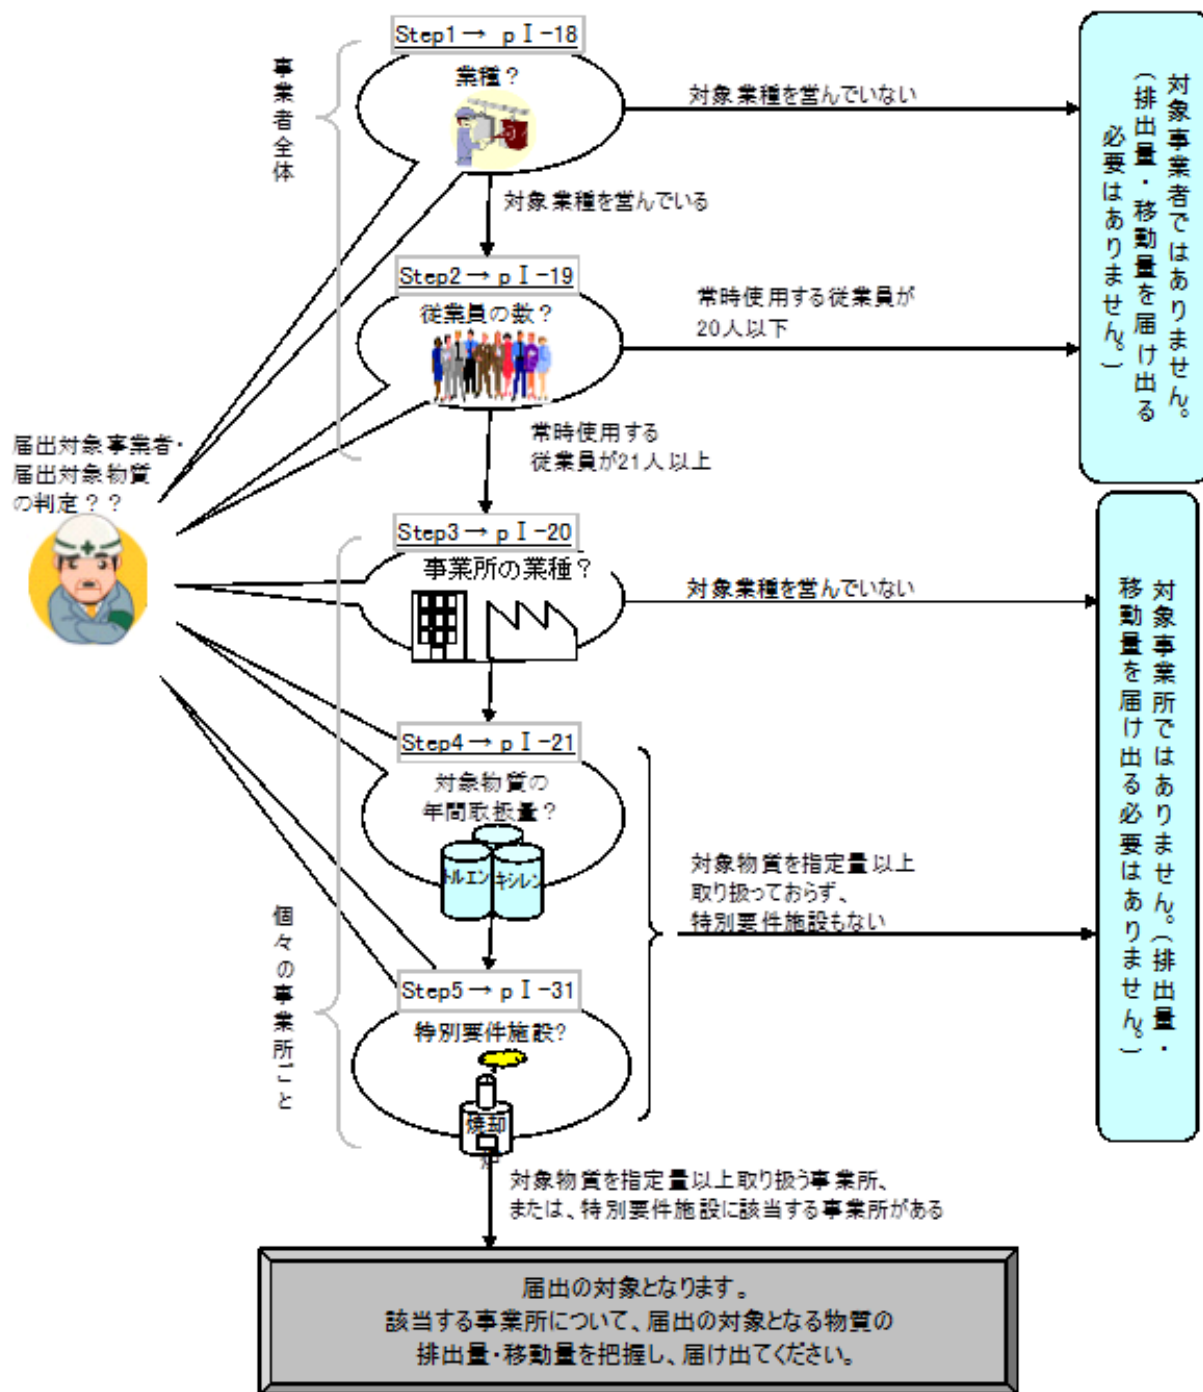 Step1→ pⅠ-18
業種?
事業者全体
対象業種を営んでいない
対象業種を営んでいる
対象事業者ではありません。
(排出量・移動量を届け出る
必要はありません。)
Step2→pⅠ-19
従業員の数?
常時使用する従業員が
20人以下
常時使用する
従業員が21人以上
届出対象事業者・
届出対象物質
の判定??
Step3→pⅠ-20
事業所の業種?
対象業種を営んでいない
対象事業所ではありません。(排出量・
移動量を届け出る必要はありません。)
Step4→pⅠ-21
対象物質の
年間取扱量?
トルエン
キシレン
対象物質を指定量以上
取り扱っておらず、
特別要件施設もない
個々の事業所ごと
Step5→pⅠ-31
特別要件施設?
焼却
対象物質を指定量以上取り扱う事業所、
または、特別要件施設に該当する事業所がある
届出の対象となります。
該当する事業所について、届出の対象となる物質の
排出量・移動量を把握し、届け出てください。